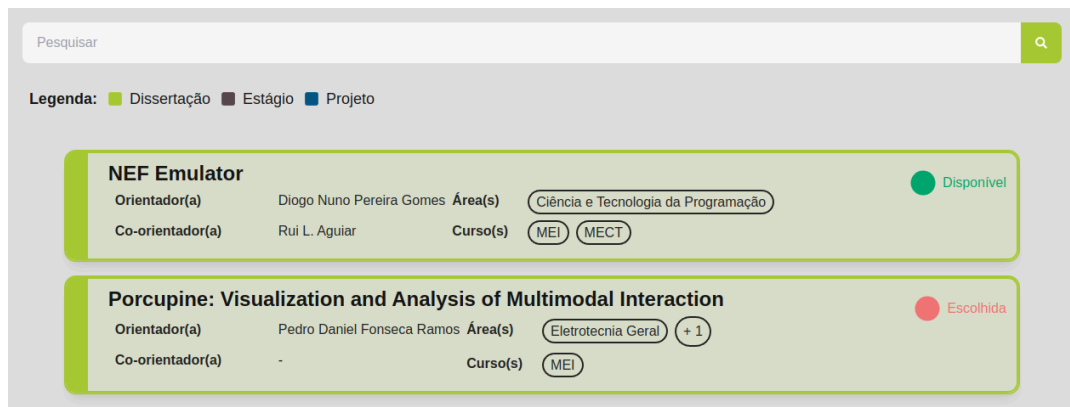 Pesquisar
Legenda: Dissertação Estágio Projeto
NEF Emulator
Disponível
Orientador(a) Diogo Nuno Pereira Gomes Área(s) Ciência e Tecnologia da Programação
Co-orientador(a) Rui L. Aguiar Curso(s) MEI MECT
Porcupine: Visualization and Analysis of Multimodal Interaction
Escolhida
Orientador(a) Pedro Daniel Fonseca Ramos Área(s) Eletrotecnia Geral + 1
Co-orientador(a) - Curso(s) MEI